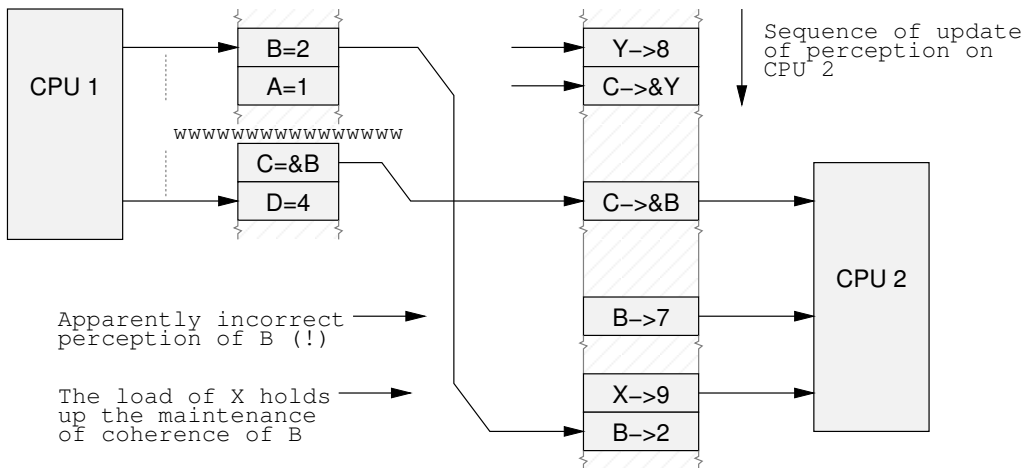 CPU 1
B=2
A=1
wwwwwwwwwwwwwwww
C=&B
D=4
Y->8
C->&Y
Sequence of update
of perception on
CPU 2
C->&B
CPU 2
Apparently incorrect
perception of B (!)
B->7
The load of X holds
up the maintenance
of coherence of B
X->9
B->2